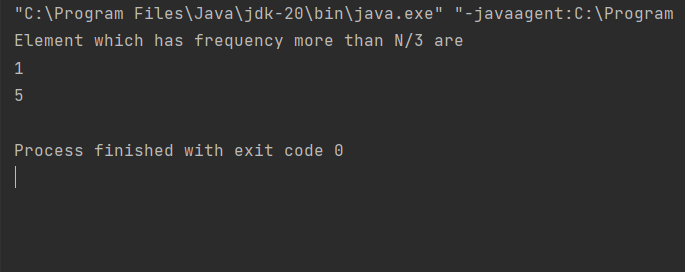 "C:\Program Files\Java\jdk-20\bin\java.exe" "-javaagent:C:\Program
Element which has frequency more than N/3 are
1
5
Process finished with exit code 0